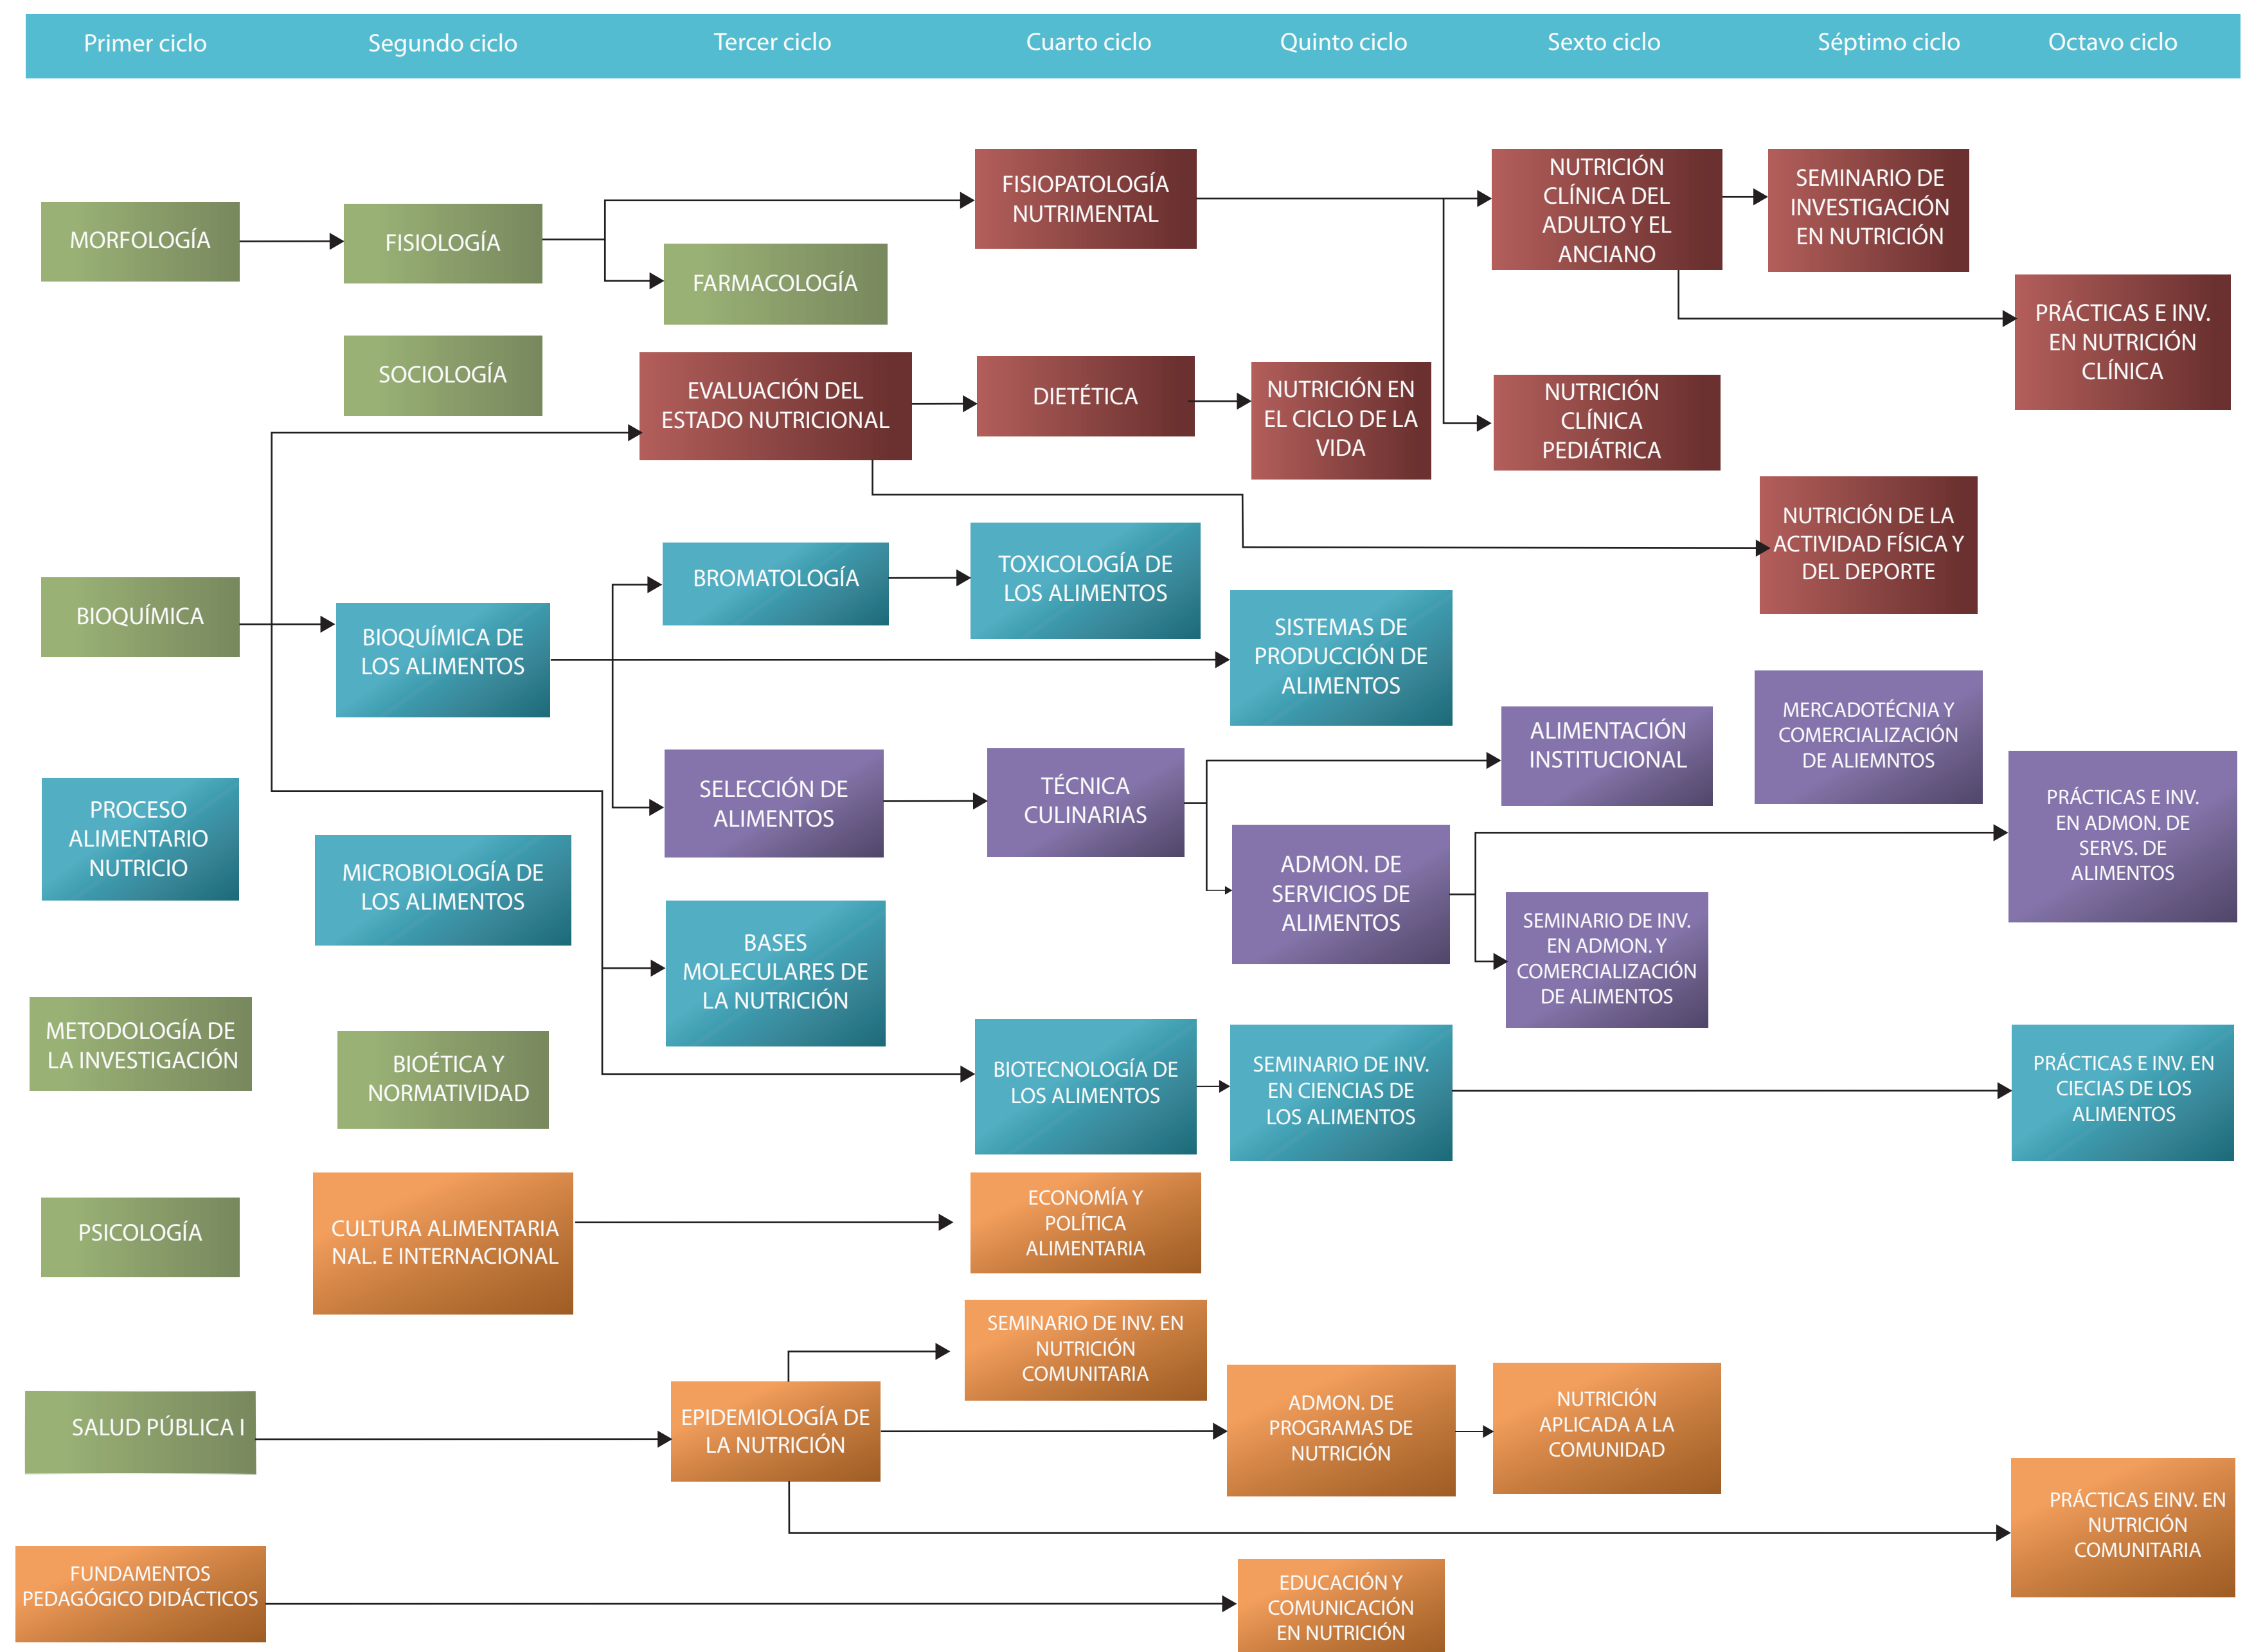 Primer ciclo
Segundo ciclo
Tercer ciclo
Cuarto ciclo
Quinto ciclo
Sexto ciclo
Séptimo ciclo
Octavo ciclo
MORFOLOGÍA
BIOQUÍMICA
PROCESO
ALIMENTARIO
NUTRICIO
METODOLOGÍA DE
LA INVESTIGACIÓN
PSICOLOGÍA
SALUD PÚBLICA I
FUNDAMENTOS
PEDAGÓGICO DIDÁCTICOS
FISIOLOGÍA
SOCIOLOGÍA
BIOQUÍMICA DE
LOS ALIMENTOS
MICROBIOLOGÍA DE
LOS ALIMENTOS
BIOÉTICA Y
NORMATIVIDAD
CULTURA ALIMENTARIA
NAL. E INTERNACIONAL
FARMACOLOGÍA
EVALUACIÓN DEL
ESTADO NUTRICIONAL
BROMATOLOGÍA
SELECCIÓN DE
ALIMENTOS
BASES
MOLECULARES DE
LA NUTRICIÓN
EPIDEMIOLOGÍA DE
LA NUTRICIÓN
FISIOPATOLOGÍA
NUTRIMENTAL
DIETÉTICA
TOXICOLOGÍA DE
LOS ALIMENTOS
TÉCNICA
CULINARIAS
BIOTECNOLOGÍA DE
LOS ALIMENTOS
ECONOMÍA Y
POLÍTICA
ALIMENTARIA
SEMINARIO DE INV. EN
NUTRICIÓN
COMUNITARIA
NUTRICIÓN EN
EL CICLO DE LA
VIDA
SISTEMAS DE
PRODUCCIÓN DE
ALIMENTOS
ADMON. DE
SERVICIOS DE
ALIMENTOS
SEMINARIO DE INV.
EN CIENCIAS DE
LOS ALIMENTOS
ADMON. DE
PROGRAMAS DE
NUTRICIÓN
EDUCACIÓN Y
COMUNICACIÓN
EN NUTRICIÓN
NUTRICIÓN
CLÍNICA DEL
ADULTO Y EL
ANCIANO
NUTRICIÓN
CLÍNICA
PEDIÁTRICA
ALIMENTACIÓN
INSTITUCIONAL
SEMINARIO DE INV.
EN ADMON. Y
COMERCIALIZACIÓN
DE ALIMENTOS
NUTRICIÓN
APLICADA A LA
COMUNIDAD
SEMINARIO DE
INVESTIGACIÓN
EN NUTRICIÓN
NUTRICIÓN DE LA
ACTIVIDAD FÍSICA Y
DEL DEPORTE
MERCADOTÉCNIA Y
COMERCIALIZACIÓN
DE ALIEMNTOS
PRÁCTICAS E INV.
EN NUTRICIÓN
CLÍNICA
PRÁCTICAS E INV.
EN ADMON. DE
SERVS. DE
ALIMENTOS
PRÁCTICAS E INV. EN
CIECIAS DE LOS
ALIMENTOS
PRÁCTICAS EINV. EN
NUTRICIÓN
COMUNITARIA